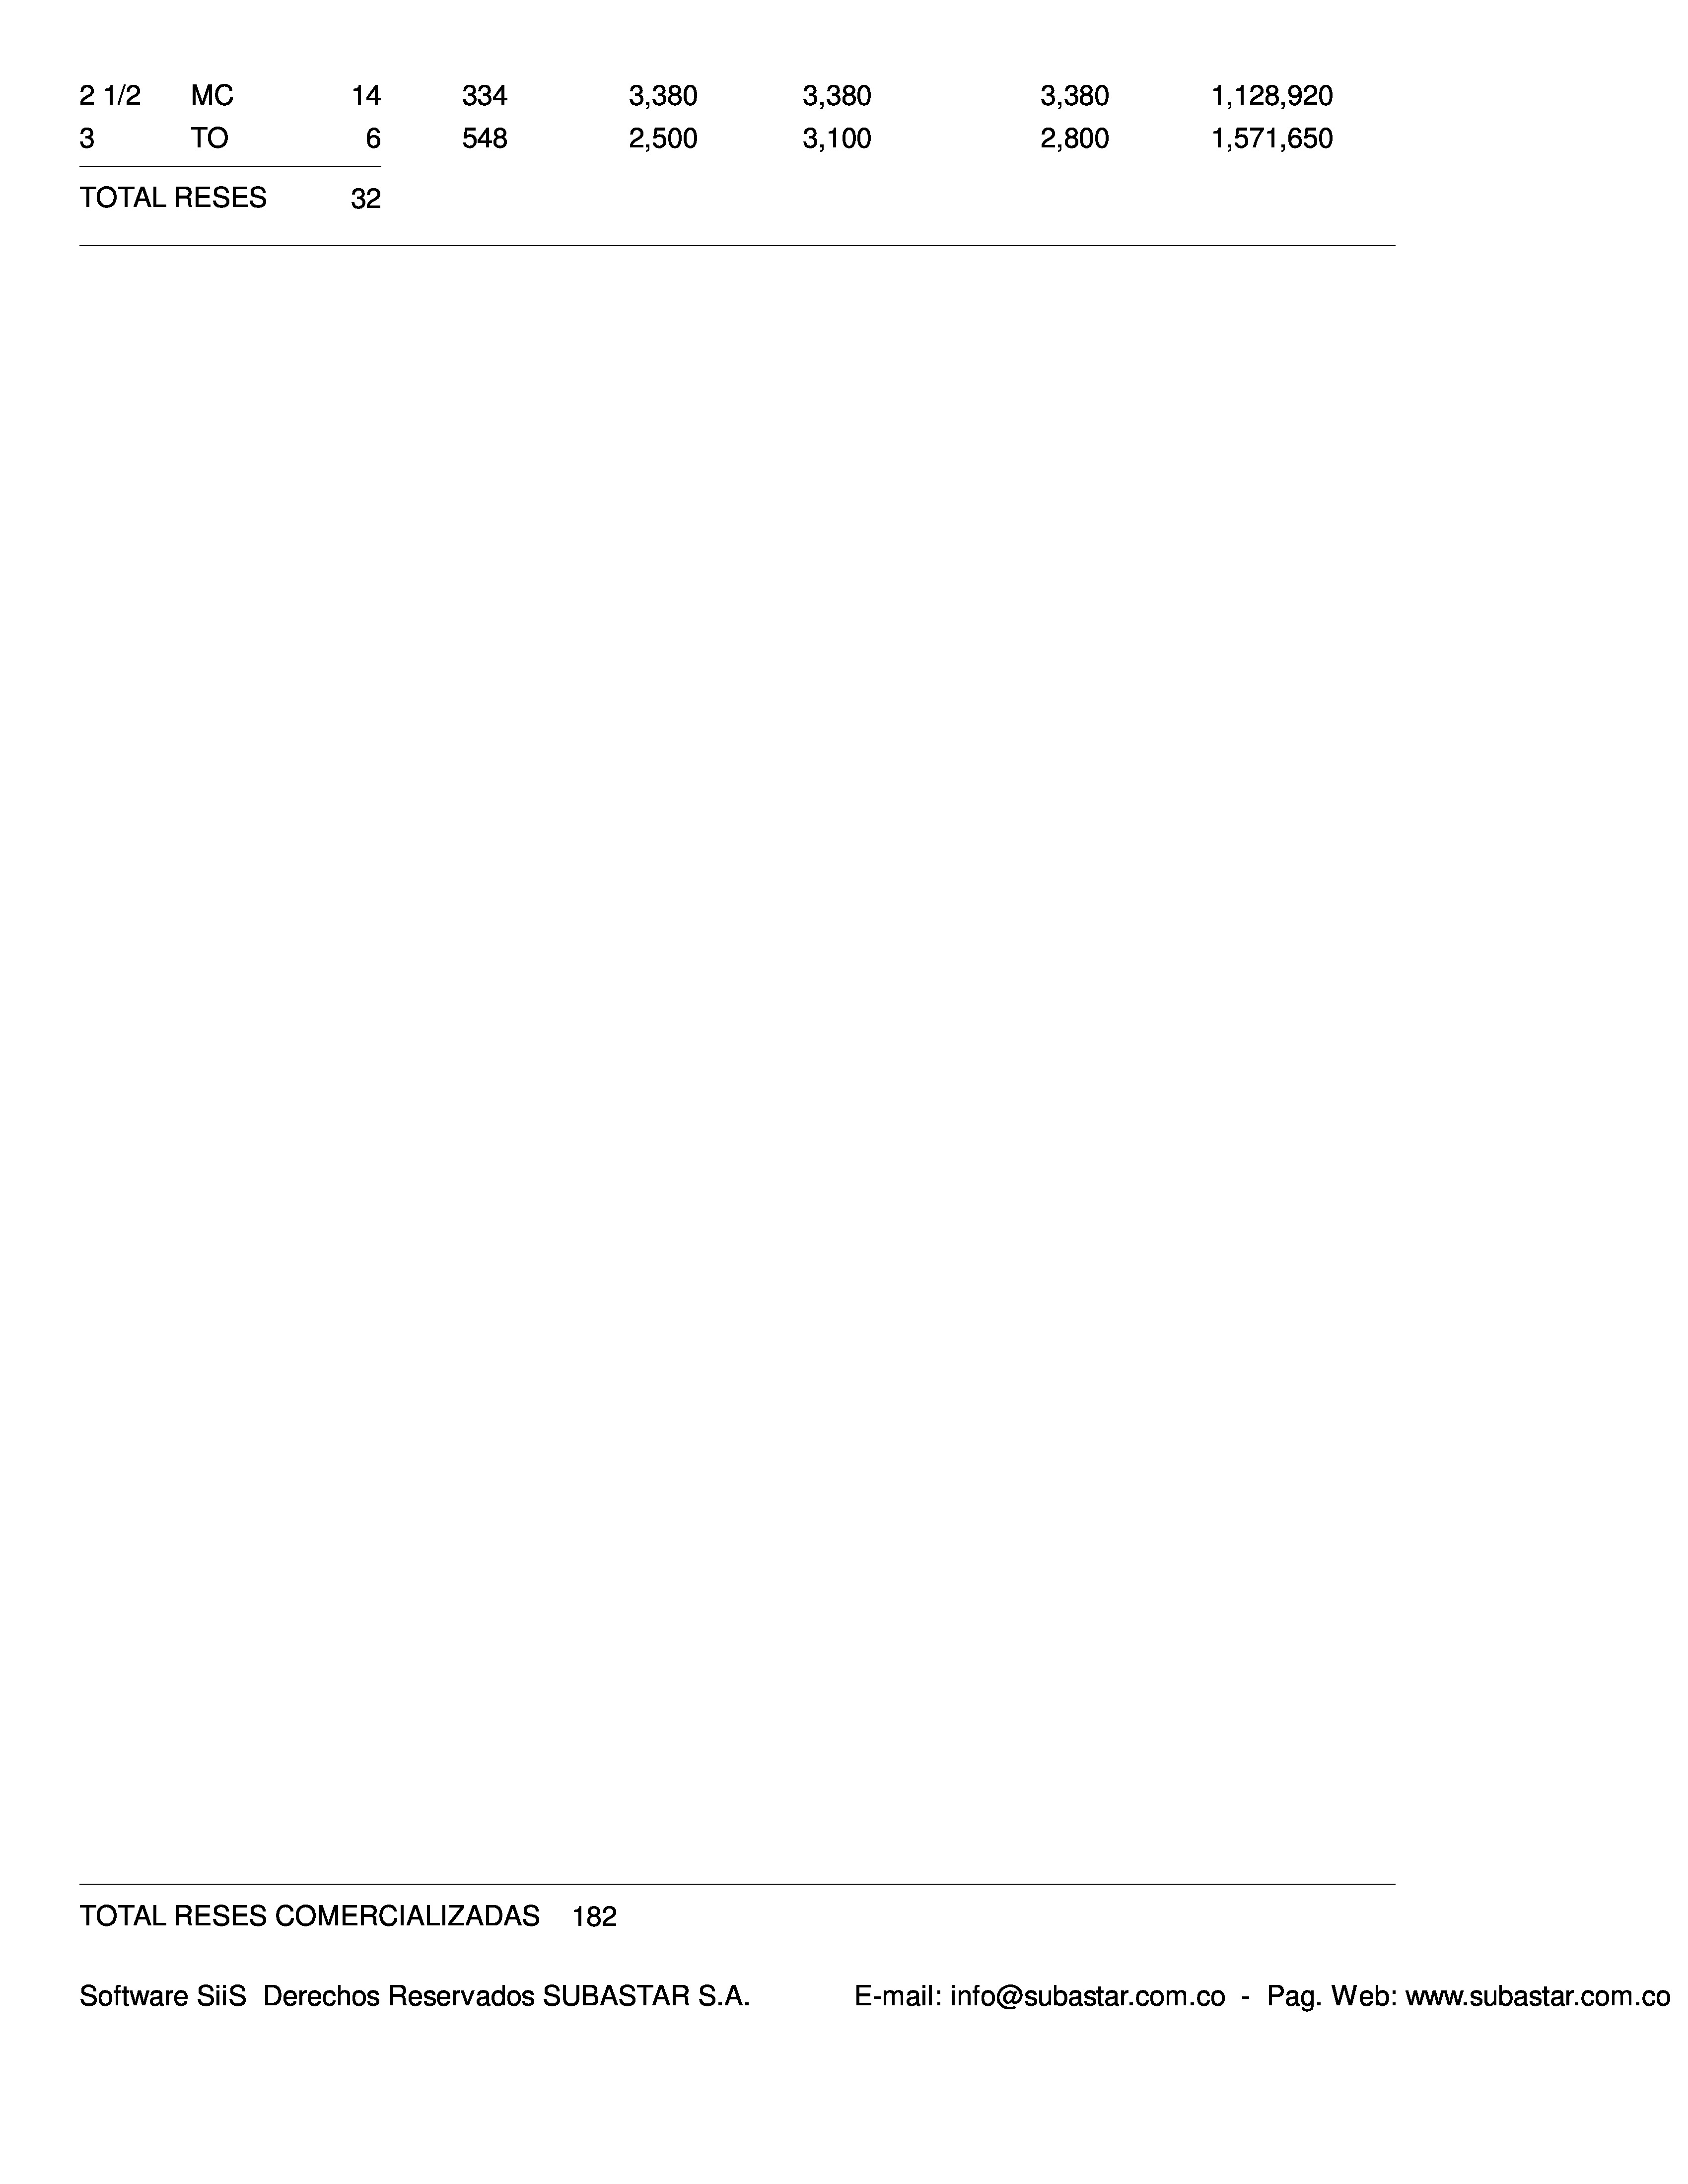 2 1/2 MC 14 334 3,380 3,380 3,380 1,128,920
3 TO 6 548 2,500 3,100 2,800 1,571,650
TOTAL RESES 32
TOTAL RESES COMERCIALIZADAS 182
Software SiiS Derechos Reservados SUBASTAR S.A. E-mail: info@subastar.com.co - Pag. Web: www.subastar.com.co